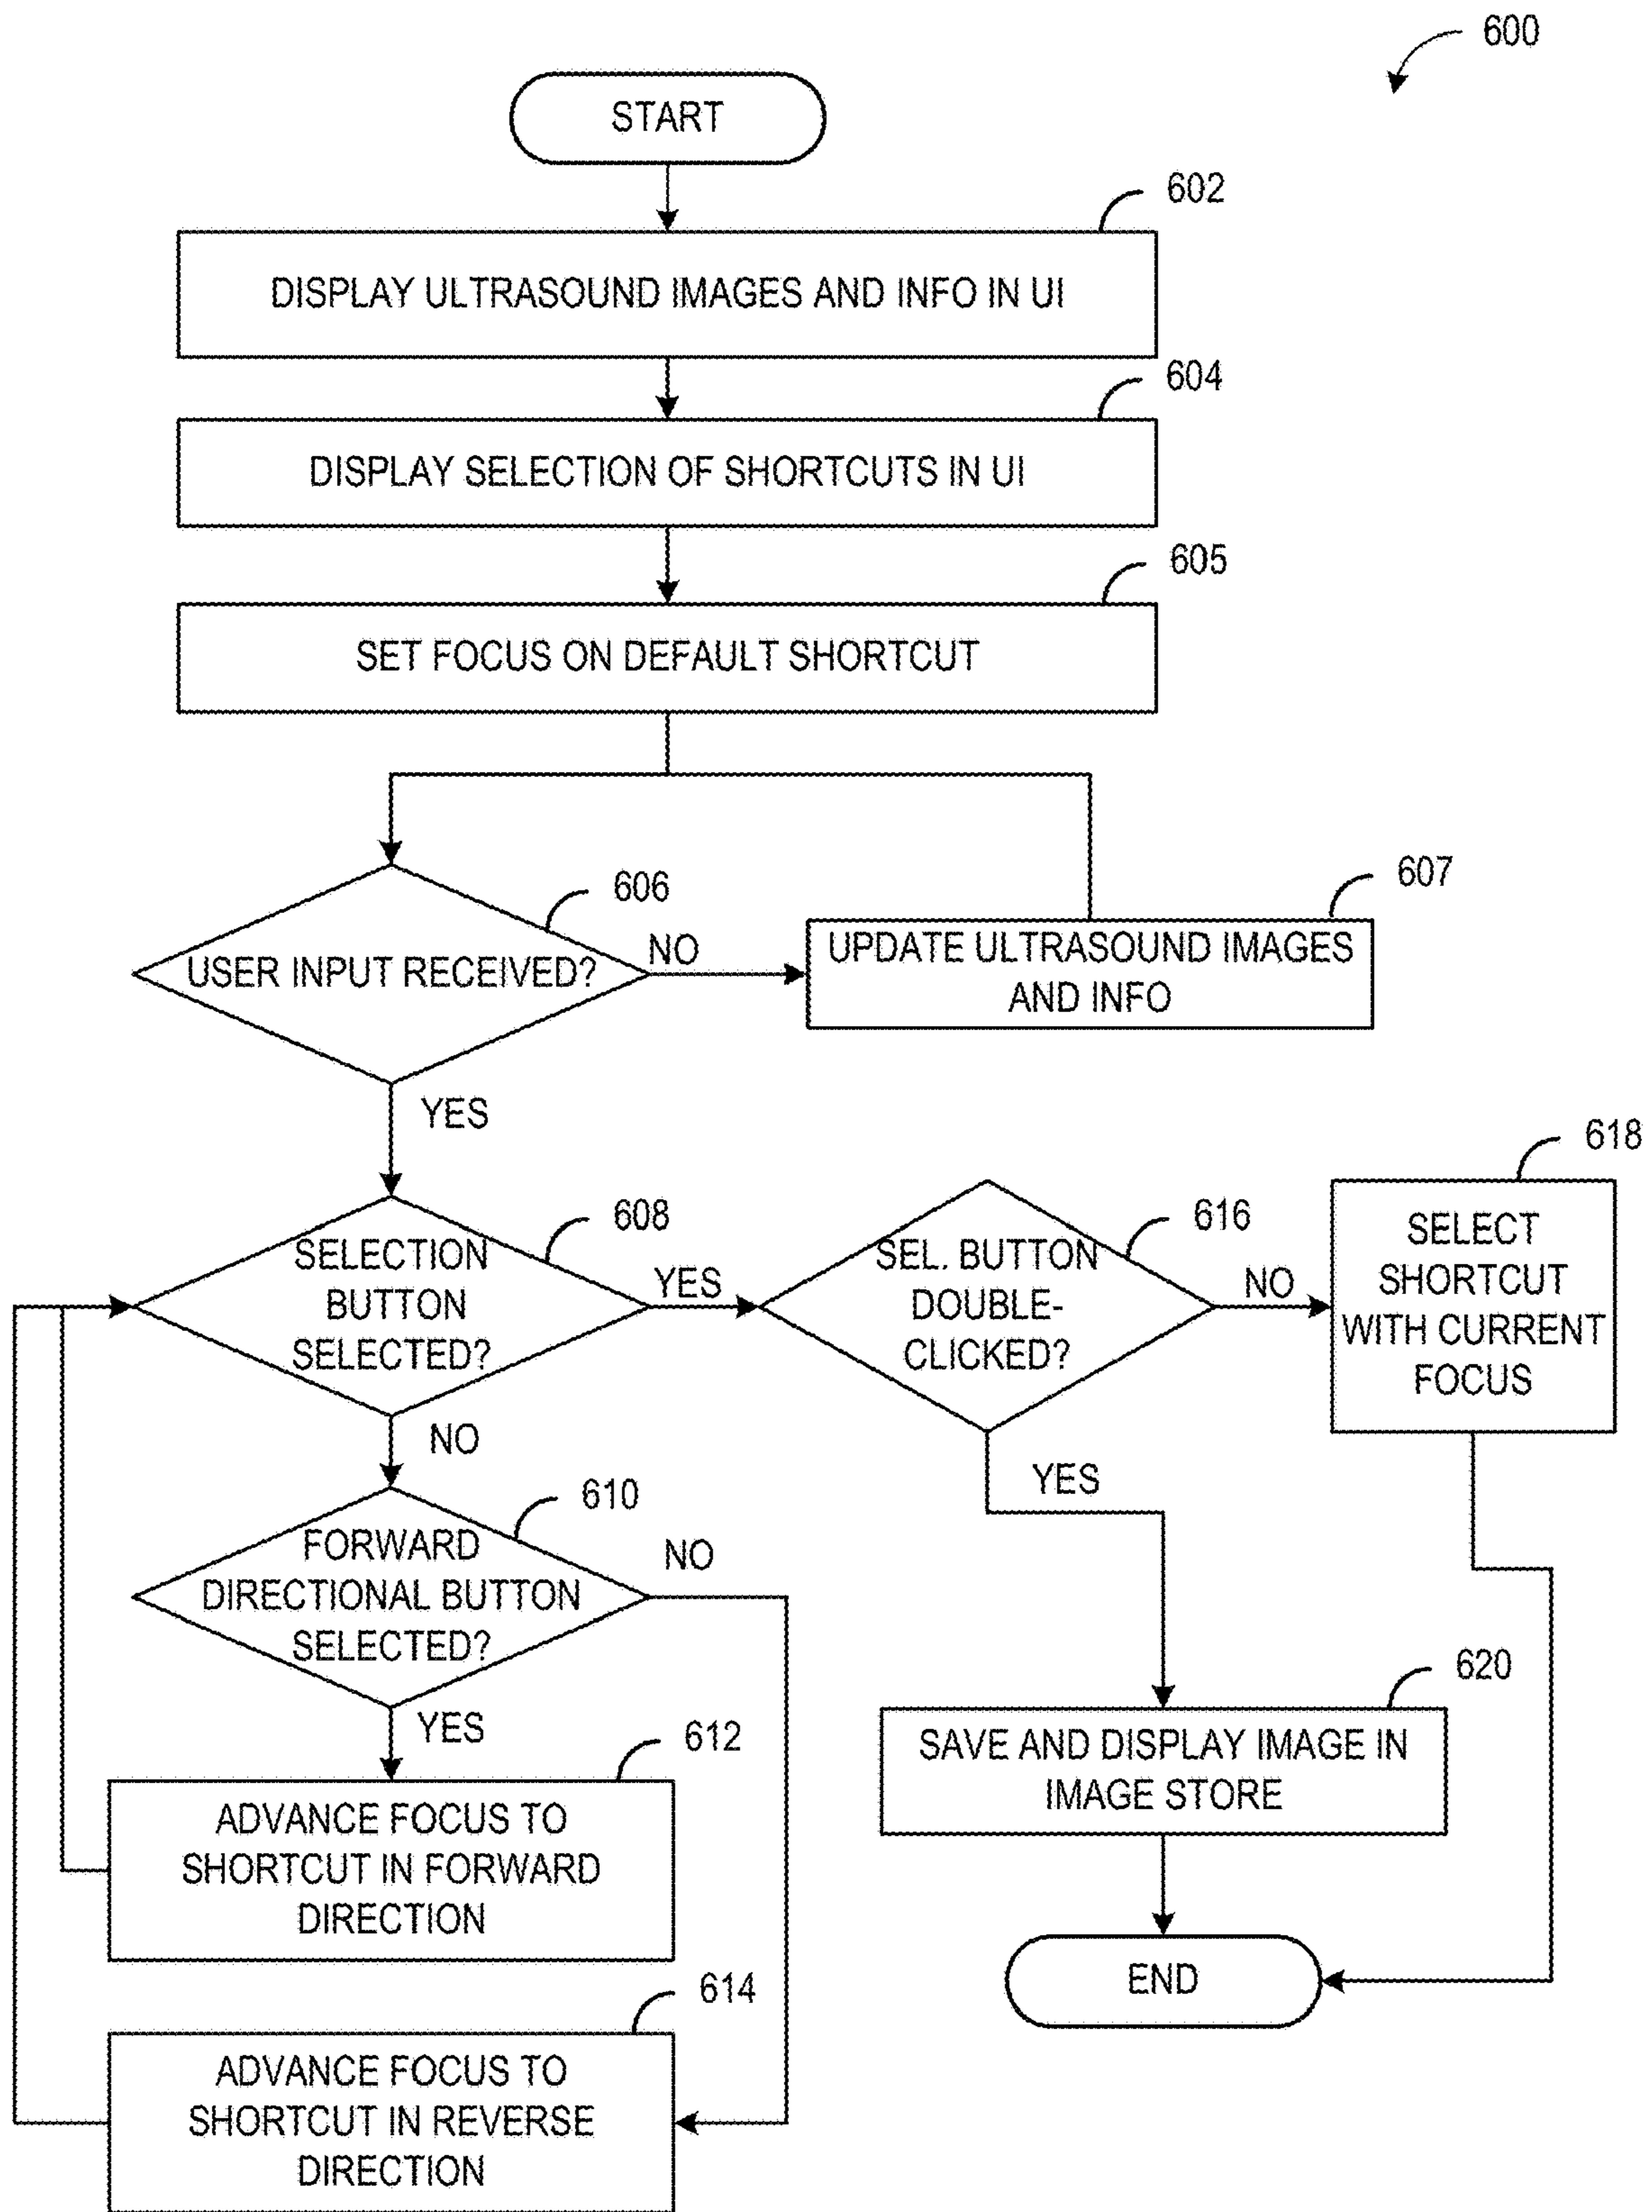 600
START
602
DISPLAY ULTRASOUND IMAGES AND INFO IN UI
604
DISPLAY SELECTION OF SHORTCUTS IN UI
605
SET FOCUS ON DEFAULT SHORTCUT
606
USER INPUT RECEIVED?
NO
607
UPDATE ULTRASOUND IMAGES
AND INFO
YES
608
SELECTION
BUTTON
SELECTED?
YES
616
SEL. BUTTON
DOUBLE-
CLICKED?
NO
618
SELECT
SHORTCUT
WITH CURRENT
FOCUS
NO
610
FORWARD
DIRECTIONAL BUTTON
SELECTED?
NO
YES
YES
612
ADVANCE FOCUS TO
SHORTCUT IN FORWARD
DIRECTION
620
SAVE AND DISPLAY IMAGE IN
IMAGE STORE
END
614
ADVANCE FOCUS TO
SHORTCUT IN REVERSE
DIRECTION